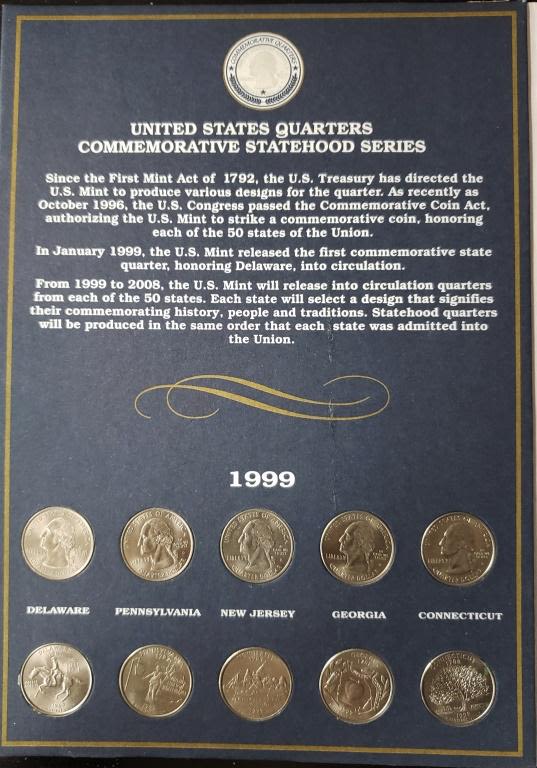 COMMEMORATIVE QUARTERS
UNITED STATES QUARTERS
COMMEMORATIVE STATEHOOD SERIES
Since the First Mint Act of 1792, the U.S. Treasury has directed the
U.S. Mint to produce various designs for the quarter. As recently as
October 1996, the U.S. Congress passed the Commemorative Coin Act,
authorizing the U.S. Mint to strike a commemorative coin, honoring
each of the 50 states of the Union.
In January 1999, the U.S. Mint released the first commemorative state
quarter, honoring Delaware, into circulation.
From 1999 to 2008, the U.S. Mint will release into circulation quarters
from each of the 50 states. Each state will select a design that signifies
their commemorating history, people and traditions. Statehood quarters
will be produced in the same order that each state was admitted into
the Union.
1999
DELAWARE PENNSYLVANIA NEW JERSEY GEORGIA CONNECTICUT